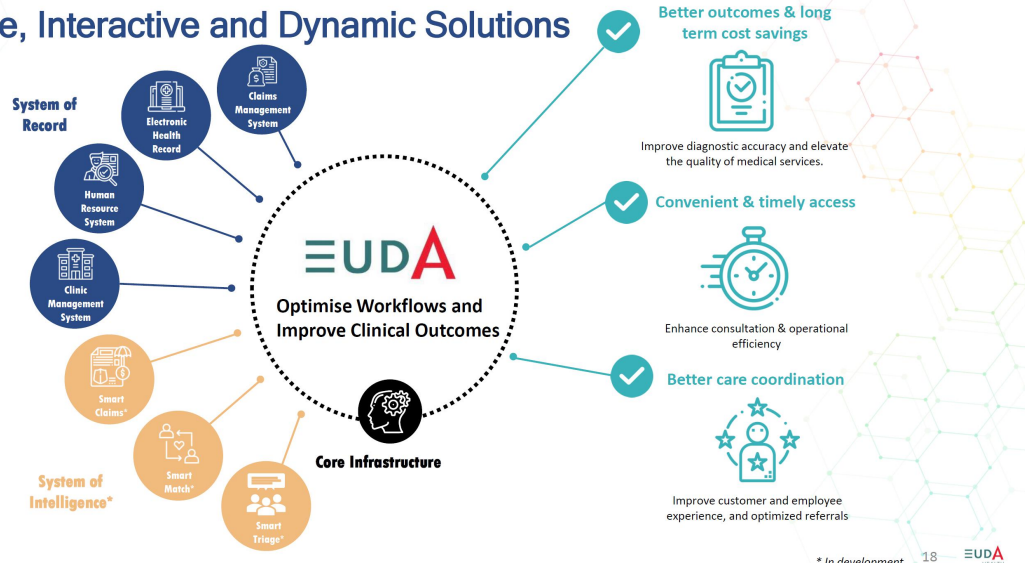 e, Interactive and Dynamic Solutions
System of
Record
Claims
Management
System
Electronic
Health
Record
Human
Resource
System
Clinic
Management
System
Smart
Claims*
Smart
Match*
Smart
Triage*
System of
Intelligence*
EUDA
Optimise Workflows and
Improve Clinical Outcomes
Core Infrastructure
Better outcomes & long
term cost savings
Improve diagnostic accuracy and elevate
the quality of medical services.
Convenient & timely access
Enhance consultation & operational
efficiency
Better care coordination
Improve customer and employee
experience, and optimized referrals
* In development
18
EUDA